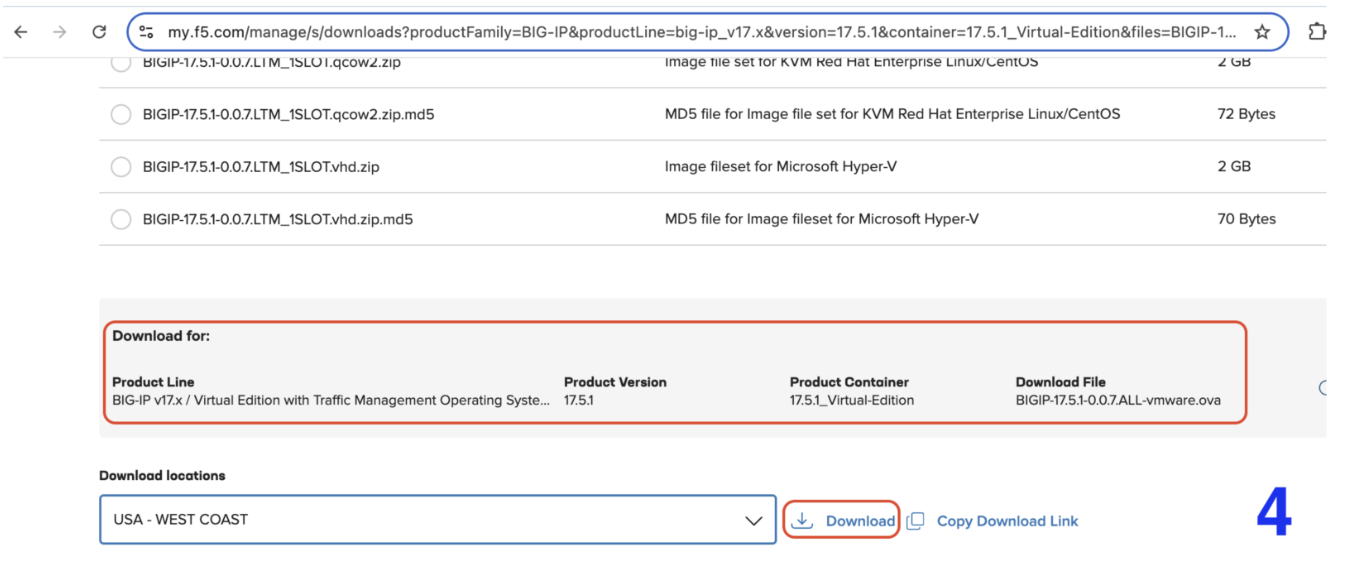 my.f5.com/manage/s/downloads?productFamily=BIG-IP&productLine=big-ip_v17.x&version=17.5.1&container=17.5.1_Virtual-Edition&files=BIGIP-1...
BIGIP-17.5.1-0.0.7.LTM_1SLOT.qcow2.zip Image file set for KVM Red Hat Enterprise Linux/CentOS 2 GB
BIGIP-17.5.1-0.0.7.LTM_1SLOT.qcow2.zip.md5 MD5 file for Image file set for KVM Red Hat Enterprise Linux/CentOS 72 Bytes
BIGIP-17.5.1-0.0.7.LTM_1SLOT.vhd.zip Image fileset for Microsoft Hyper-V 2 GB
BIGIP-17.5.1-0.0.7.LTM_1SLOT.vhd.zip.md5 MD5 file for Image fileset for Microsoft Hyper-V 70 Bytes
Download for:
Product Line Product Version Product Container Download File
BIG-IP v17.x / Virtual Edition with Traffic Management Operating Syste... 17.5.1 17.5.1_Virtual-Edition BIGIP-17.5.1-0.0.7.ALL-vmware.ova
Download locations
USA - WEST COAST Download Copy Download Link
4